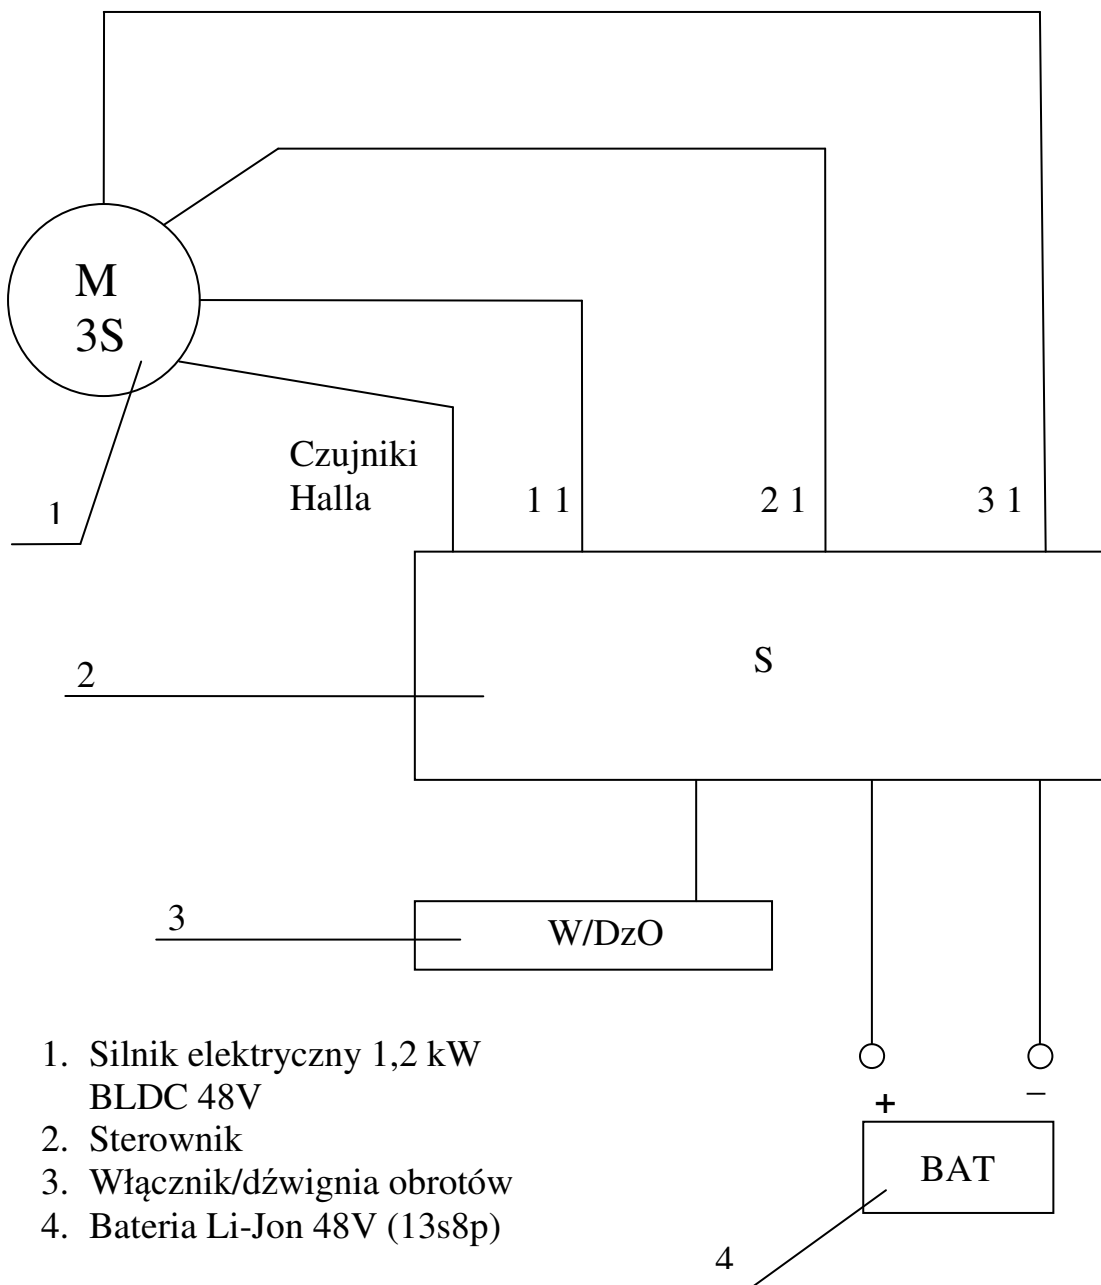 M
3S
Czujniki
Halla
1 1
2 1
3 1
1
S
2
3
W/DzO
1. Silnik elektryczny 1,2 kW
BLDC 48V
2. Sterownik
3. Włącznik/dźwignia obrotów
4. Bateria Li-Jon 48V (13s8p)
+
−
BAT
4